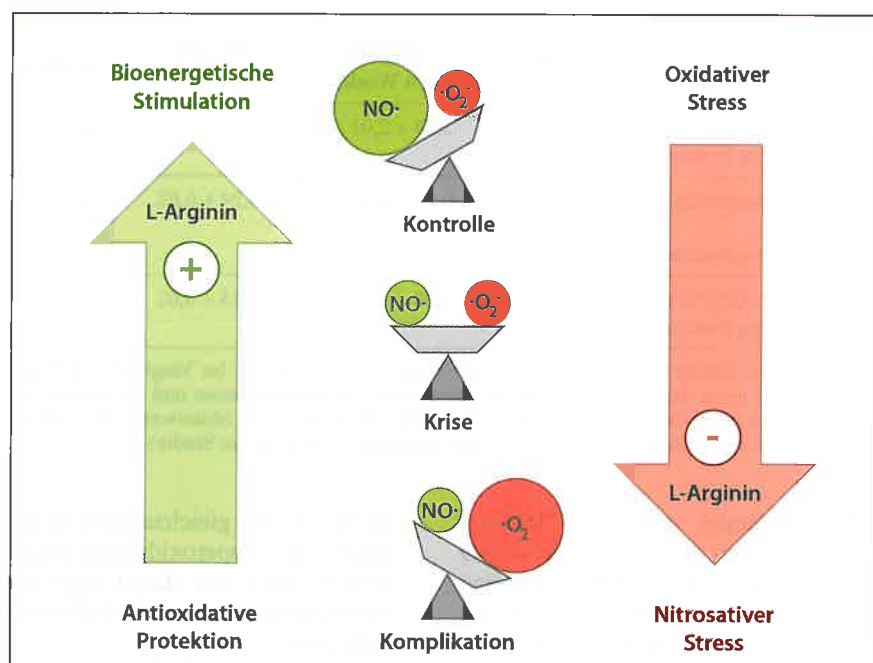 Bioenergetische
Stimulation
L-Arginin
+
Antioxidative
Protektion
NO·
·O₂⁻
Kontrolle
NO·
·O₂⁻
Krise
NO·
·O₂⁻
Komplikation
Oxidativer
Stress
-
L-Arginin
Nitrosativer
Stress